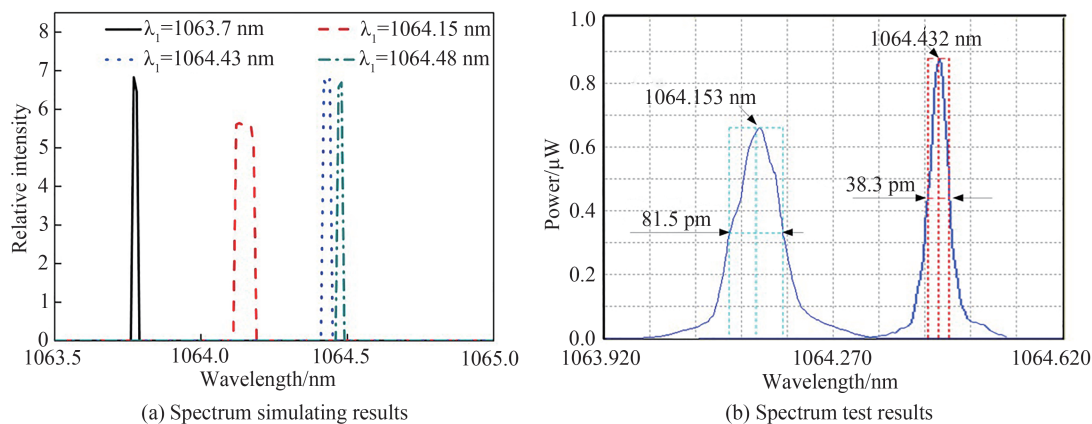 8
7
6
5
4
3
2
1
0
Relative intensity
λ₁=1063.7 nm
λ₁=1064.15 nm
λ₁=1064.43 nm
λ₁=1064.48 nm
1063.5
1064.0
1064.5
1065.0
Wavelength/nm
(a) Spectrum simulating results
1.0
0.8
0.6
0.4
0.2
0.0
Power/μW
1064.432 nm
1064.153 nm
38.3 pm
81.5 pm
1063.920
1064.270
1064.620
Wavelength/nm
(b) Spectrum test results